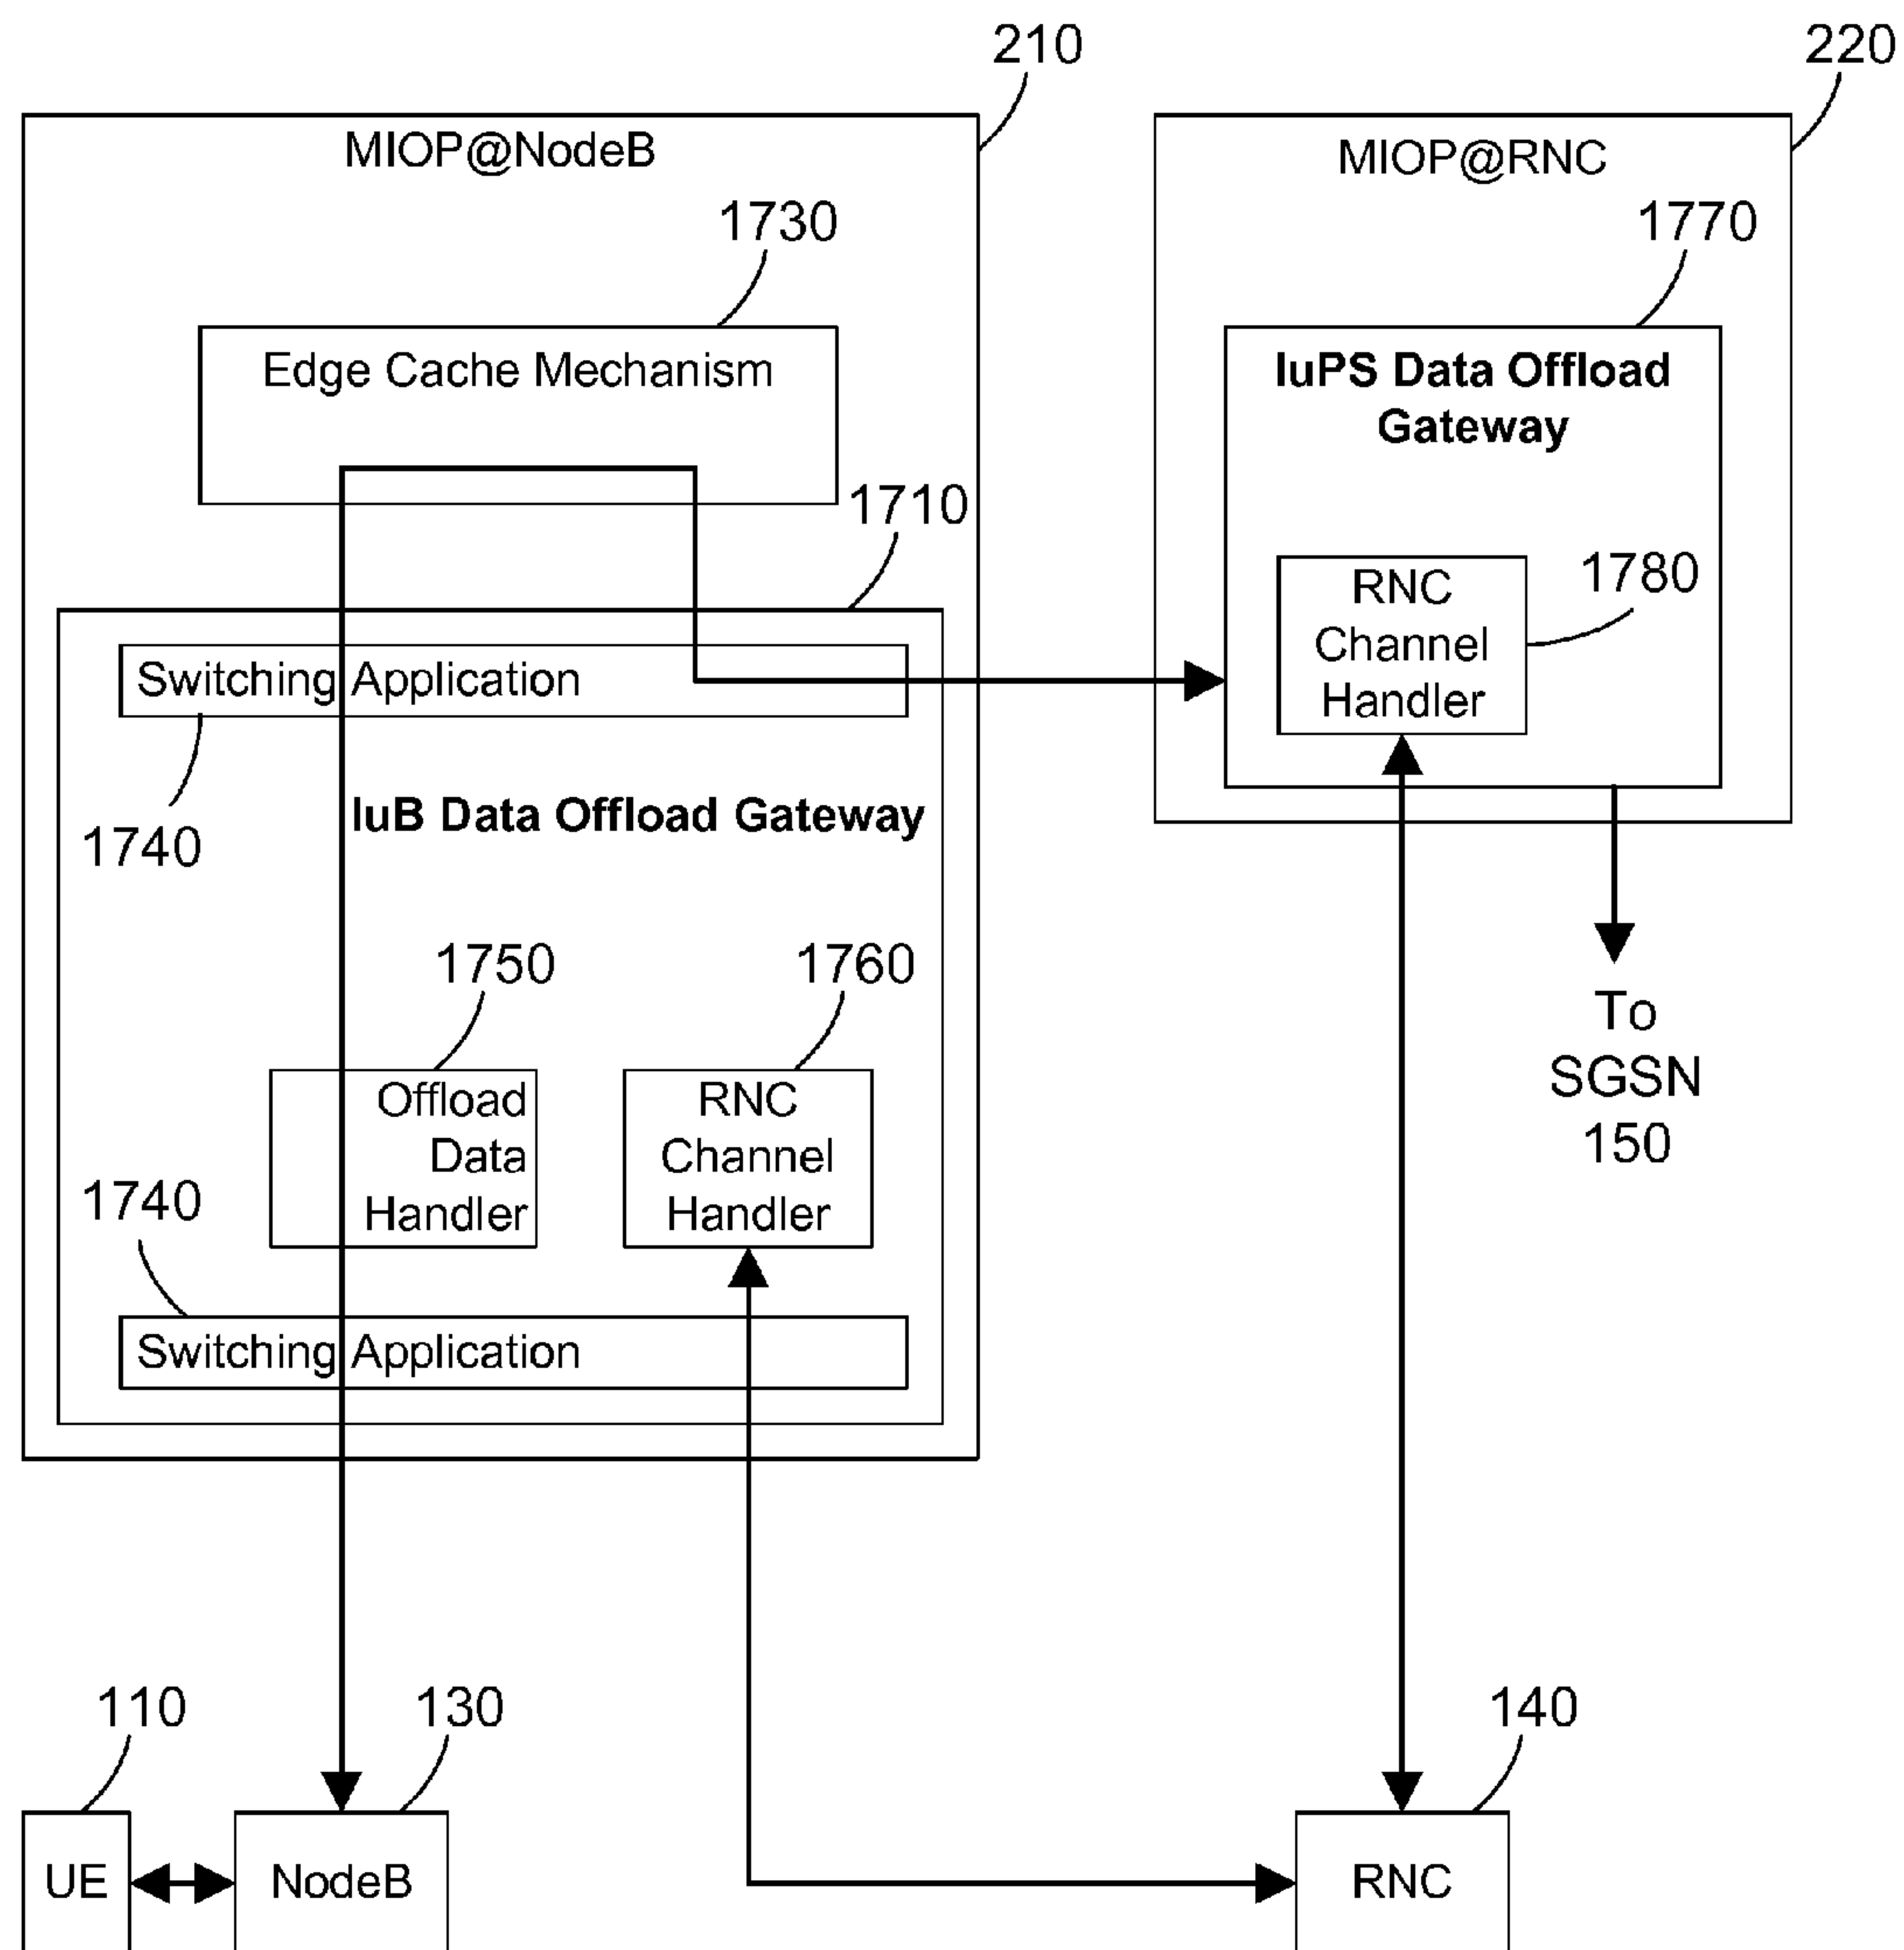 210
220
MIOP@NodeB
MIOP@RNC
1730
1770
Edge Cache Mechanism
IuPS Data Offload
Gateway
1710
RNC
Channel
Handler
1780
Switching Application
1740
IuB Data Offload Gateway
1750
1760
Offload
Data
Handler
RNC
Channel
Handler
To
SGSN
150
1740
Switching Application
110
130
140
UE
NodeB
RNC